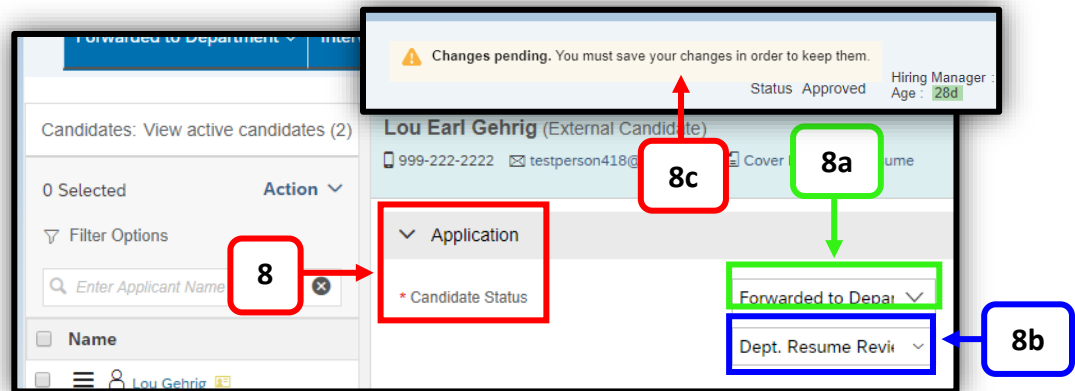 Forwarded to Department
Changes pending. You must save your changes in order to keep them.
Status Approved
Hiring Manager :
Age : 28d
Candidates: View active candidates (2)
0 Selected
Action
Filter Options
Enter Applicant Name
Name
Lou Gehrig
Lou Earl Gehrig (External Candidate)
999-222-2222 testperson418@ Cover
Application
* Candidate Status
Forwarded to Depar
Dept. Resume Revie
8
8c
8a
8b